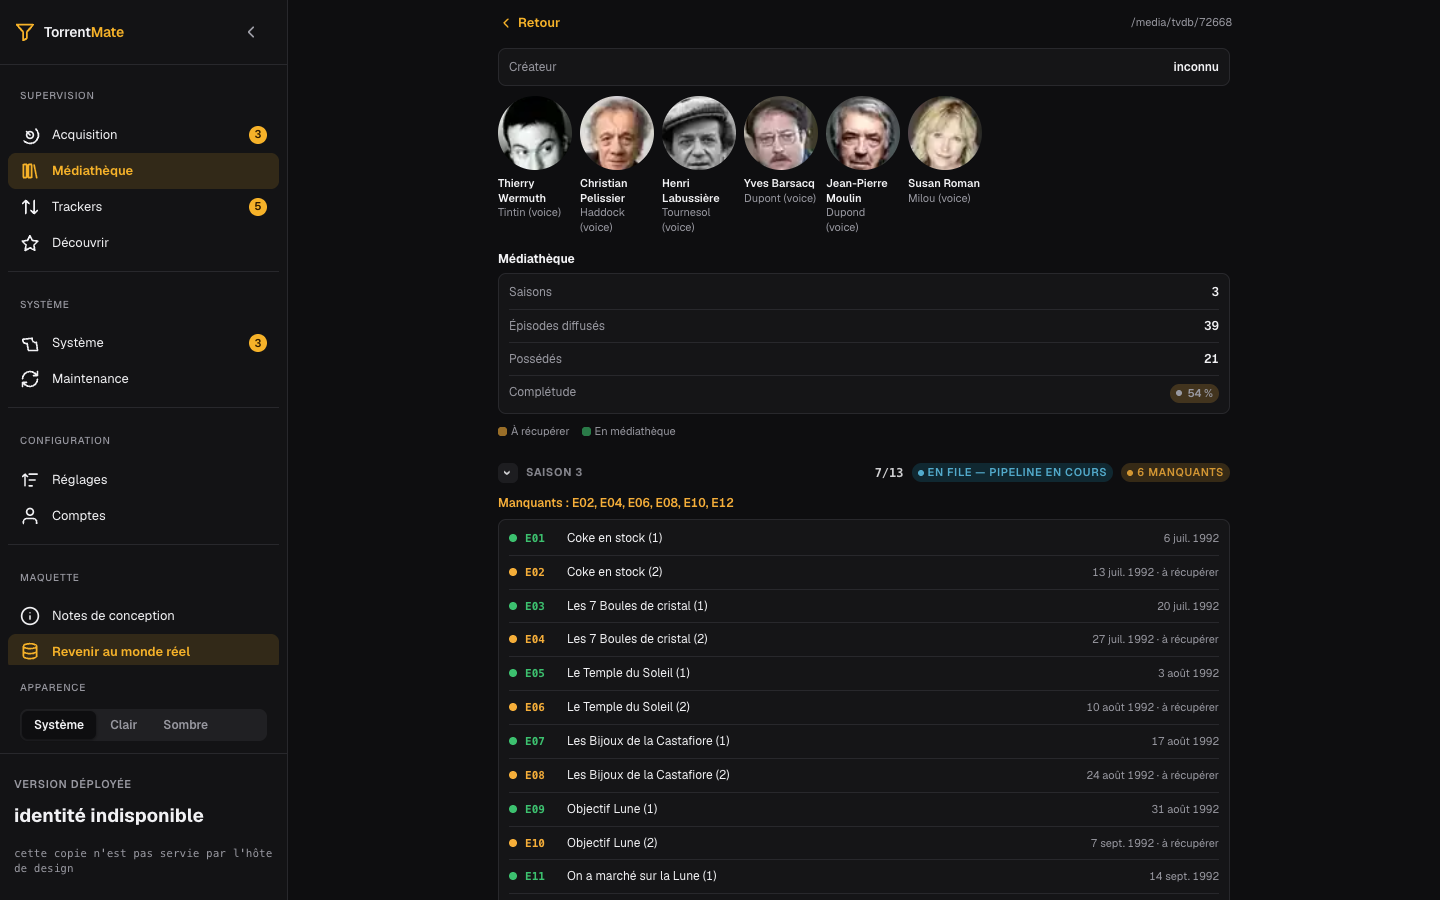 TorrentMate
SUPERVISION
Acquisition 3
Médiathèque
Trackers 5
Découvrir
SYSTÈME
Système 3
Maintenance
CONFIGURATION
Réglages
Comptes
MAQUETTE
Notes de conception
Revenir au monde réel
APPARENCE
Système Clair Sombre
VERSION DÉPLOYÉE
identité indisponible
cette copie n'est pas servie par l'hôte
de design
Retour /media/tvdb/72668
Créateur inconnu
Thierry
Wermuth
Tintin (voice)
Christian
Pelissier
Haddock
(voice)
Henri
Labussière
Tournesol
(voice)
Yves Barsacq
Dupont (voice)
Jean-Pierre
Moulin
Dupond
(voice)
Susan Roman
Milou (voice)
Médiathèque
Saisons 3
Épisodes diffusés 39
Possédés 21
Complétude 54 %
À récupérer En médiathèque
SAISON 3 7/13 EN FILE — PIPELINE EN COURS 6 MANQUANTS
Manquants : E02, E04, E06, E08, E10, E12
E01 Coke en stock (1) 6 juil. 1992
E02 Coke en stock (2) 13 juil. 1992 · à récupérer
E03 Les 7 Boules de cristal (1) 20 juil. 1992
E04 Les 7 Boules de cristal (2) 27 juil. 1992 · à récupérer
E05 Le Temple du Soleil (1) 3 août 1992
E06 Le Temple du Soleil (2) 10 août 1992 · à récupérer
E07 Les Bijoux de la Castafiore (1) 17 août 1992
E08 Les Bijoux de la Castafiore (2) 24 août 1992 · à récupérer
E09 Objectif Lune (1) 31 août 1992
E10 Objectif Lune (2) 7 sept. 1992 · à récupérer
E11 On a marché sur la Lune (1) 14 sept. 1992